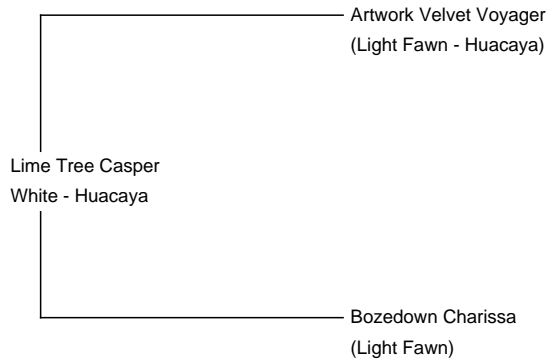 Artwork Velvet Voyager
(Light Fawn - Huacaya)
Lime Tree Casper
White - Huacaya
Bozedown Charissa
(Light Fawn)